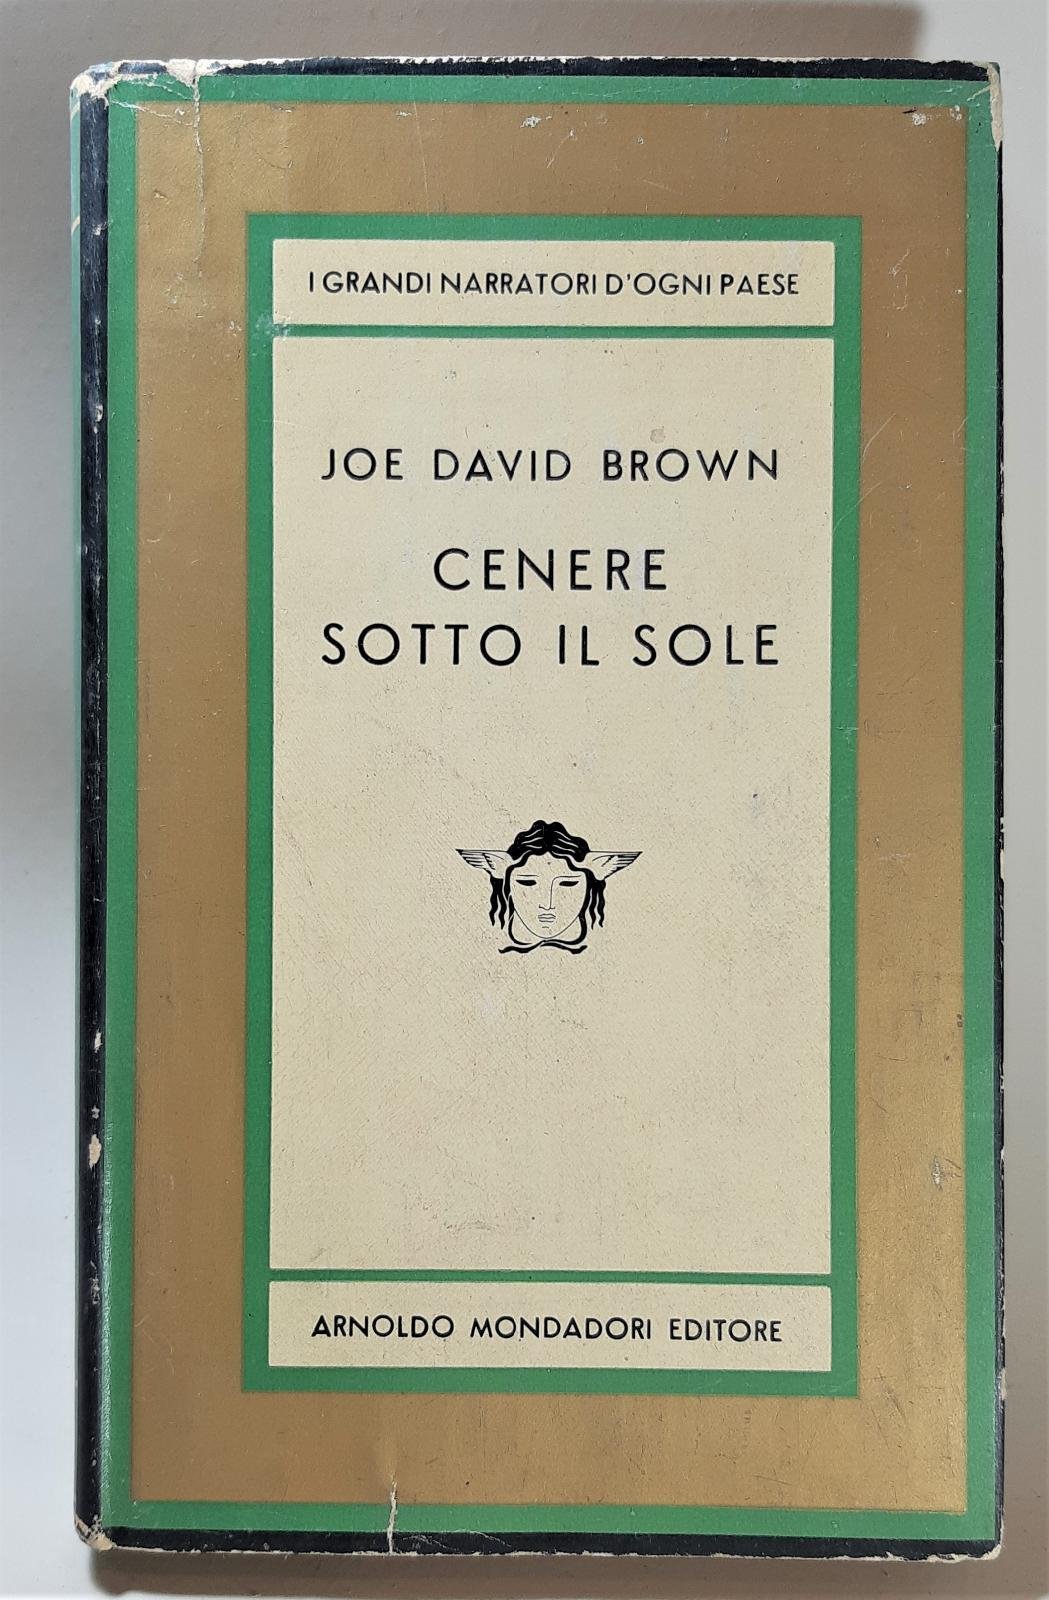 I GRANDI NARRATORI D'OGNI PAESE
JOE DAVID BROWN
CENERE
SOTTO IL SOLE
ARNOLDO MONDADORI EDITORE